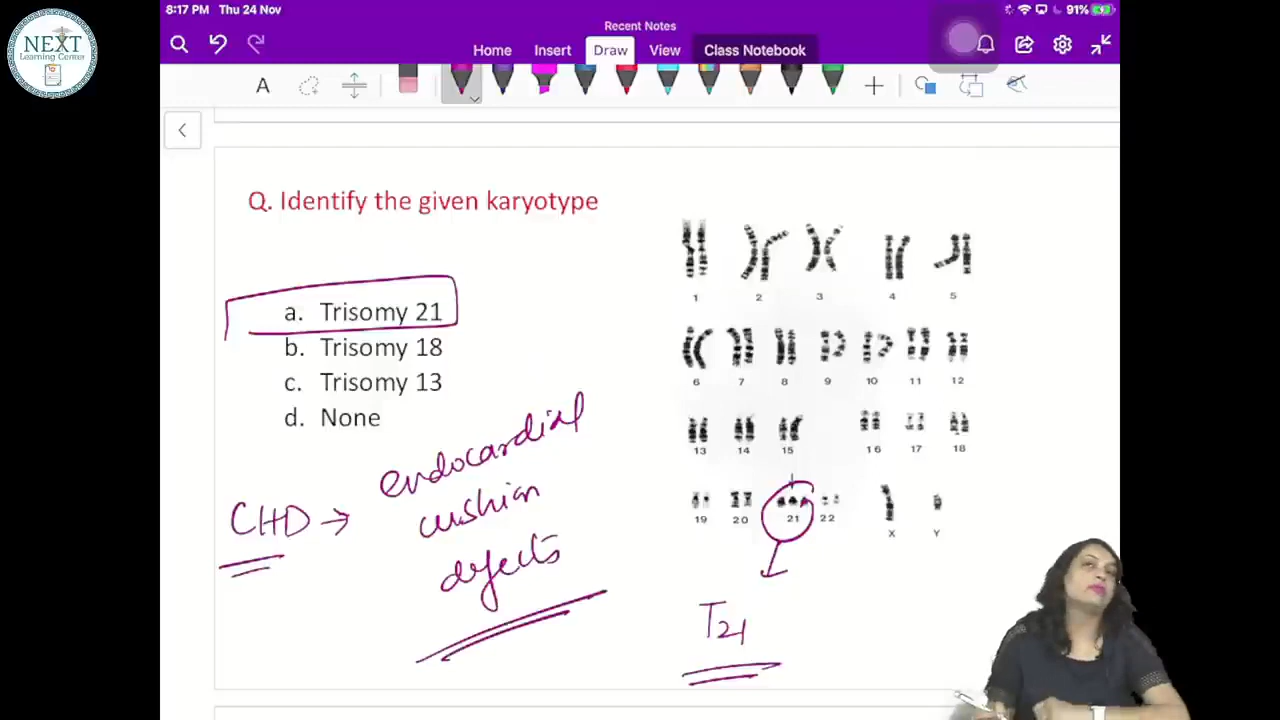 8:17 PM Thu 24 Nov
91%
NEXT
Learning Center
Recent Notes
Home Insert Draw View Class Notebook
A
Q. Identify the given karyotype
a. Trisomy 21
b. Trisomy 18
c. Trisomy 13
d. None
CHD → endocardial
cushion
defects
1 2 3 4 5
6 7 8 9 10 11 12
13 14 15 16 17 18
19 20 21 22 X Y
T21